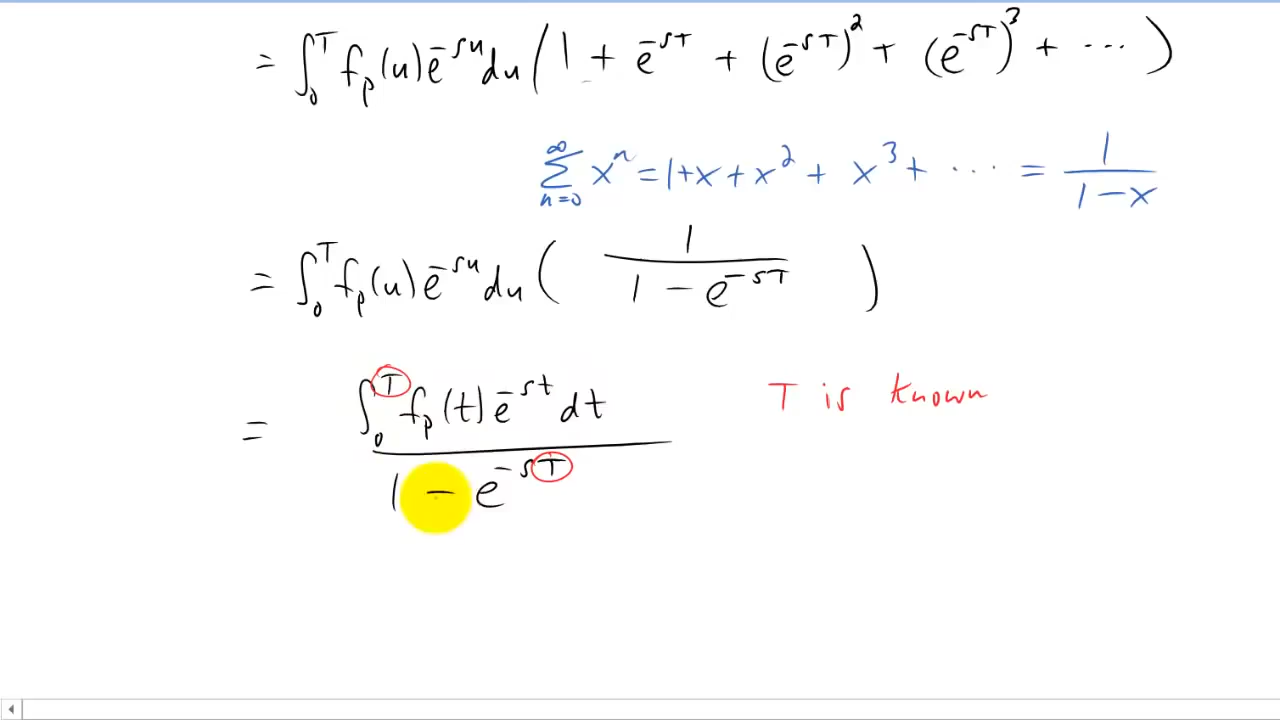 = ∫₀ᵀ fₚ(u) e⁻ˢᵘ du (1 + e⁻ˢᵀ + (e⁻ˢᵀ)² + (e⁻ˢᵀ)³ + ⋯)
∑_{n=0}^{∞} xⁿ = 1 + x + x² + x³ + ⋯ = 1/(1 − x)
= ∫₀ᵀ fₚ(u) e⁻ˢᵘ du ( 1/(1 − e⁻ˢᵀ) )
= (∫₀ᵀ fₚ(t) e⁻ˢᵗ dt)/(1 − e⁻ˢᵀ) T is known